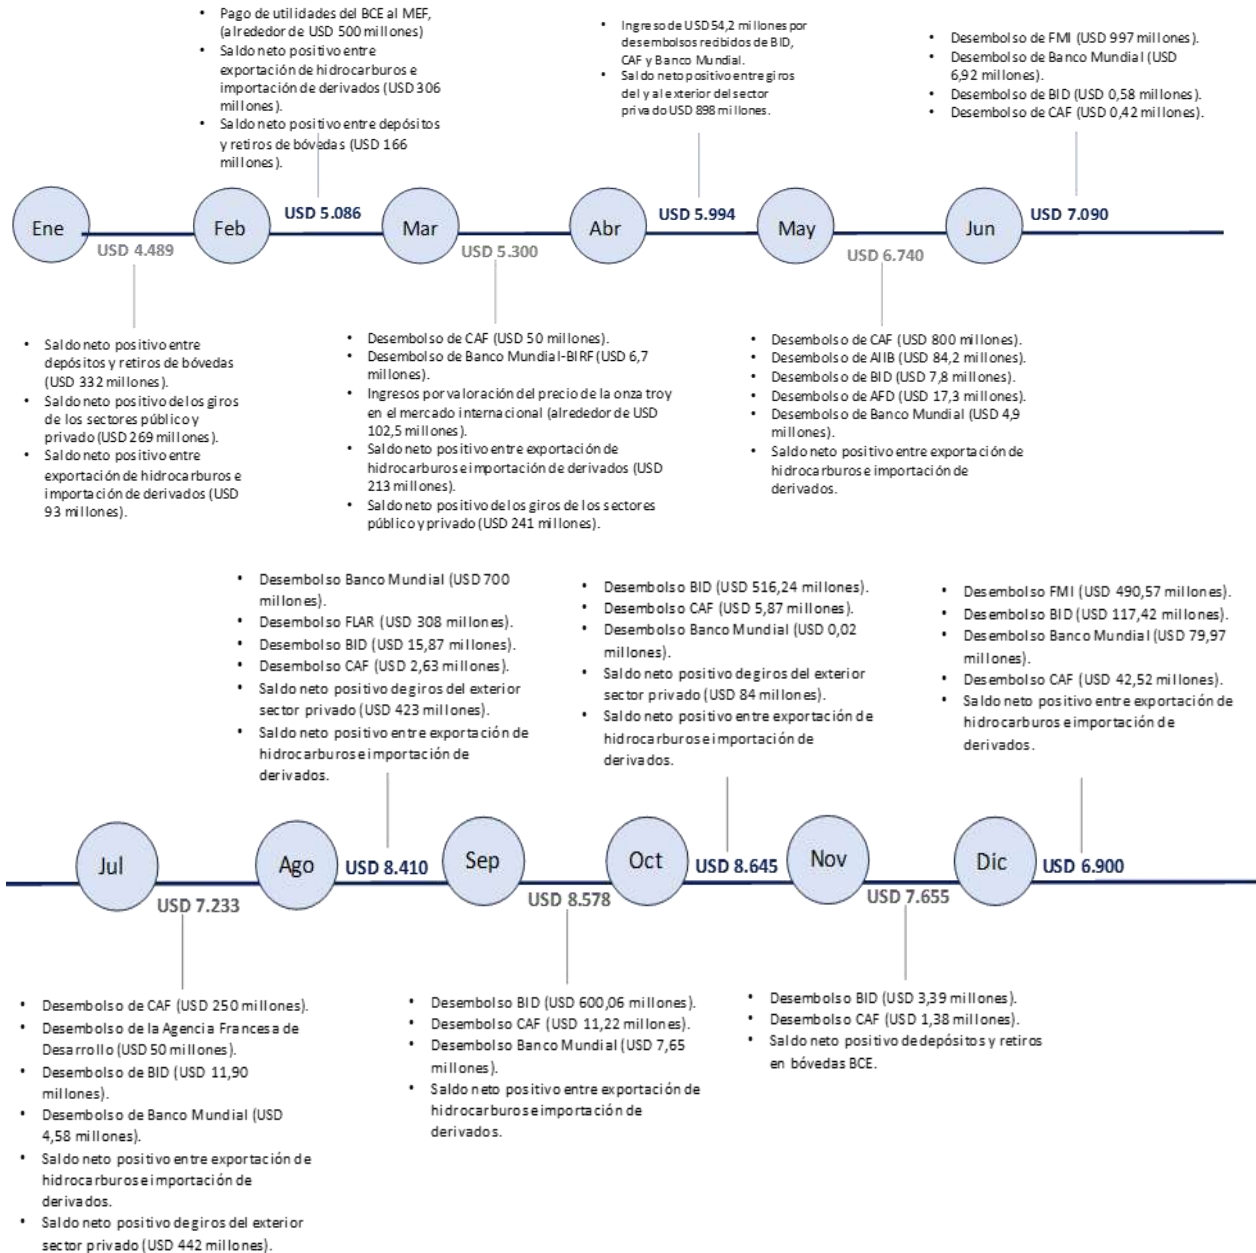 • Pago de utilidades del BCE al MEF,
(alrededor de USD 500 millones)
• Saldo neto positivo entre
exportación de hidrocarburos e
importación de derivados (USD 306
millones).
• Saldo neto positivo entre depósitos
y retiros de bóvedas (USD 166
millones).
• Ingreso de USD 54,2 millones por
desembolsos recibidos de BID,
CAF y Banco Mundial.
• Saldo neto positivo entre giros
del y al exterior del sector
privado USD 898 millones.
• Desembolso de FMI (USD 997 millones).
• Desembolso de Banco Mundial (USD
6,92 millones).
• Desembolso de BID (USD 0,58 millones).
• Desembolso de CAF (USD 0,42 millones).
Ene
USD 4.489
Feb
USD 5.086
Mar
USD 5.300
Abr
USD 5.994
May
USD 6.740
Jun
USD 7.090
• Saldo neto positivo entre
depósitos y retiros de bóvedas
(USD 332 millones).
• Saldo neto positivo de los giros
de los sectores público y
privado (USD 269 millones).
• Saldo neto positivo entre
exportación de hidrocarburos e
importación de derivados (USD
93 millones).
• Desembolso de CAF (USD 50 millones).
• Desembolso de Banco Mundial-BIRF (USD 6,7
millones).
• Ingresos por valoración del precio de la onza troy
en el mercado internacional (alrededor de USD
102,5 millones).
• Saldo neto positivo entre exportación de
hidrocarburos e importación de derivados (USD
213 millones).
• Saldo neto positivo de los giros de los sectores
público y privado (USD 241 millones).
• Desembolso de CAF (USD 800 millones).
• Desembolso de AIIB (USD 84,2 millones).
• Desembolso de BID (USD 7,8 millones).
• Desembolso de AFD (USD 17,3 millones).
• Desembolso de Banco Mundial (USD 4,9
millones).
• Saldo neto positivo entre exportación de
hidrocarburos e importación de
derivados.
• Desembolso Banco Mundial (USD 700
millones).
• Desembolso FLAR (USD 308 millones).
• Desembolso BID (USD 15,87 millones).
• Desembolso CAF (USD 2,63 millones).
• Saldo neto positivo de giros del exterior
sector privado (USD 423 millones).
• Saldo neto positivo entre exportación de
hidrocarburos e importación de
derivados.
• Desembolso BID (USD 516,24 millones).
• Desembolso CAF (USD 5,87 millones).
• Desembolso Banco Mundial (USD 0,02
millones).
• Saldo neto positivo de giros del exterior
sector privado (USD 84 millones).
• Saldo neto positivo entre exportación de
hidrocarburos e importación de
derivados.
• Desembolso FMI (USD 490,57 millones).
• Desembolso BID (USD 117,42 millones).
• Desembolso Banco Mundial (USD 79,97
millones).
• Desembolso CAF (USD 42,52 millones).
• Saldo neto positivo entre exportación de
hidrocarburos e importación de
derivados.
Jul
USD 7.233
Ago
USD 8.410
Sep
USD 8.578
Oct
USD 8.645
Nov
USD 7.655
Dic
USD 6.900
• Desembolso de CAF (USD 250 millones).
• Desembolso de la Agencia Francesa de
Desarrollo (USD 50 millones).
• Desembolso de BID (USD 11,90
millones).
• Desembolso de Banco Mundial (USD
4,58 millones).
• Saldo neto positivo entre exportación de
hidrocarburos e importación de
derivados.
• Saldo neto positivo de giros del exterior
sector privado (USD 442 millones).
• Desembolso BID (USD 600,06 millones).
• Desembolso CAF (USD 11,22 millones).
• Desembolso Banco Mundial (USD 7,65
millones).
• Saldo neto positivo entre exportación de
hidrocarburos e importación de
derivados.
• Desembolso BID (USD 3,39 millones).
• Desembolso CAF (USD 1,38 millones).
• Saldo neto positivo de depósitos y retiros
en bóvedas BCE.